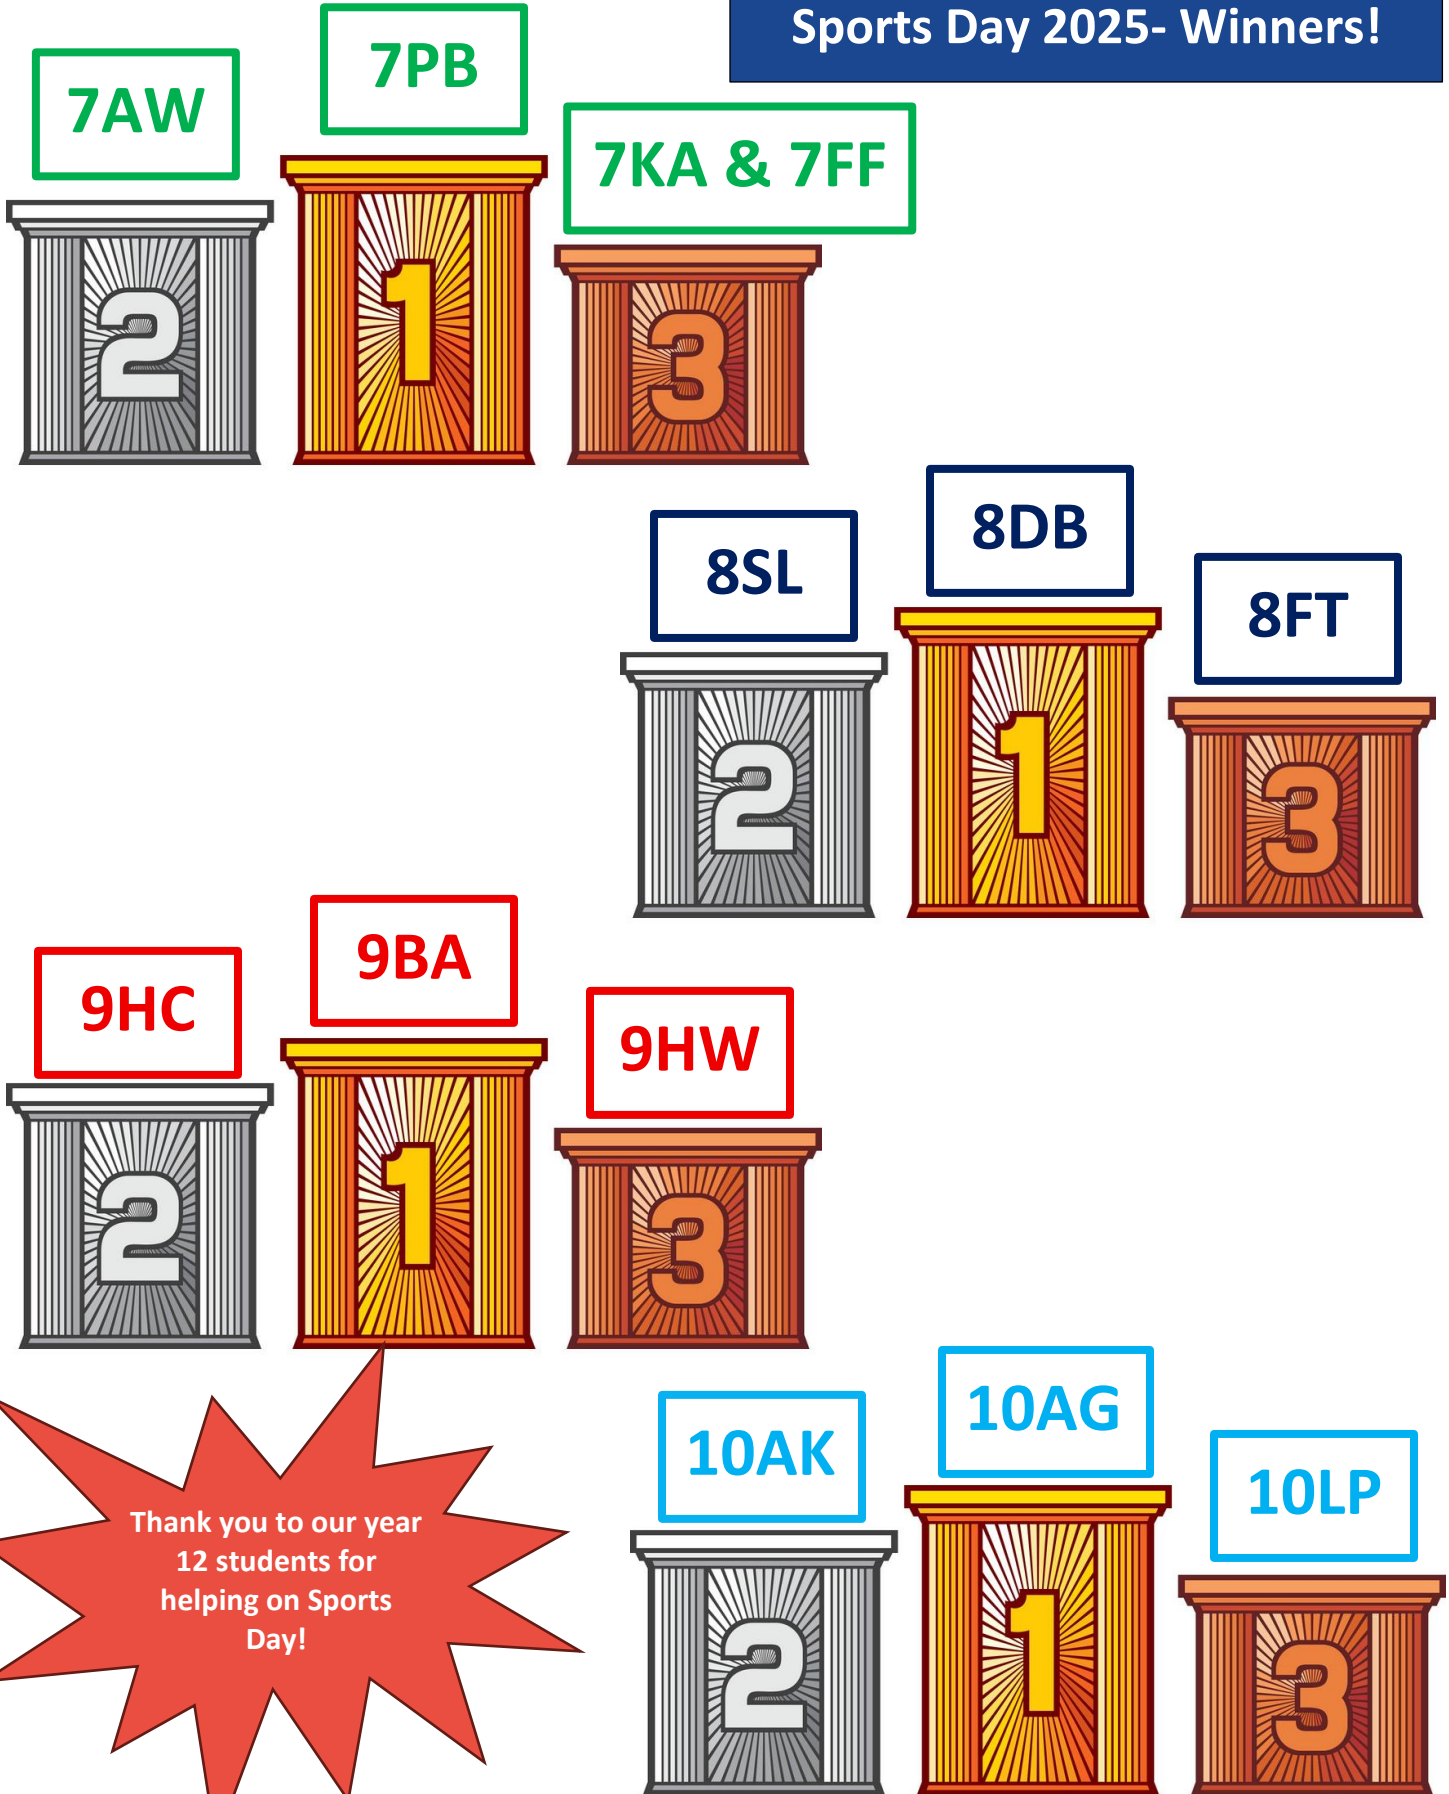 Sports Day 2025- Winners!
7PB
7AW
7KA & 7FF
2
1
3
8DB
8SL
8FT
2
1
3
9BA
9HC
9HW
2
1
3
10AG
10AK
10LP
2
1
3
Thank you to our year
12 students for
helping on Sports
Day!